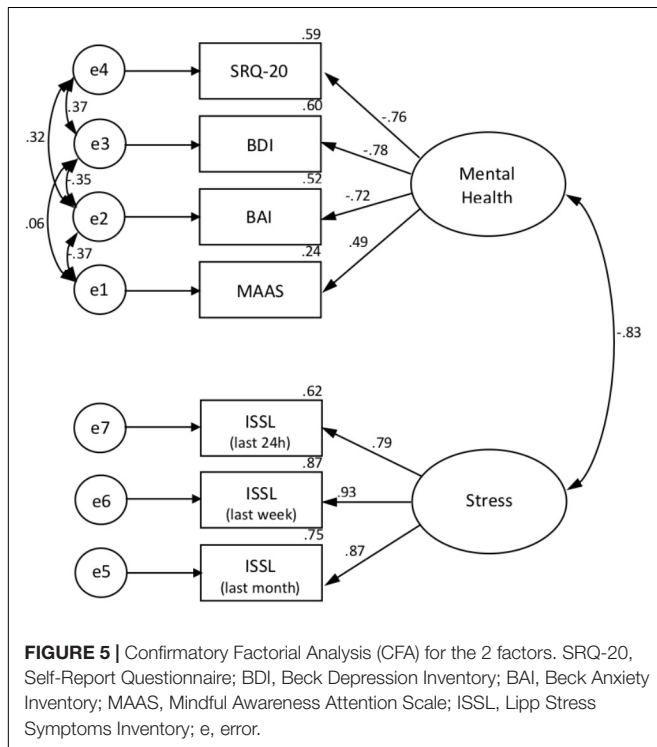 .59
e4
SRQ-20
.37
.60
-.76
.32
e3
BDI
-.78
Mental
Health
-.35
.52
e2
BAI
-.72
.06
.24
.49
-.37
e1
MAAS
-.83
.62
e7
ISSL
(last 24h)
.79
.87
e6
ISSL
(last week)
.93
Stress
.75
.87
e5
ISSL
(last month)
FIGURE 5 | Confirmatory Factorial Analysis (CFA) for the 2 factors. SRQ-20,
Self-Report Questionnaire; BDI, Beck Depression Inventory; BAI, Beck Anxiety
Inventory; MAAS, Mindful Awareness Attention Scale; ISSL, Lipp Stress
Symptoms Inventory; e, error.